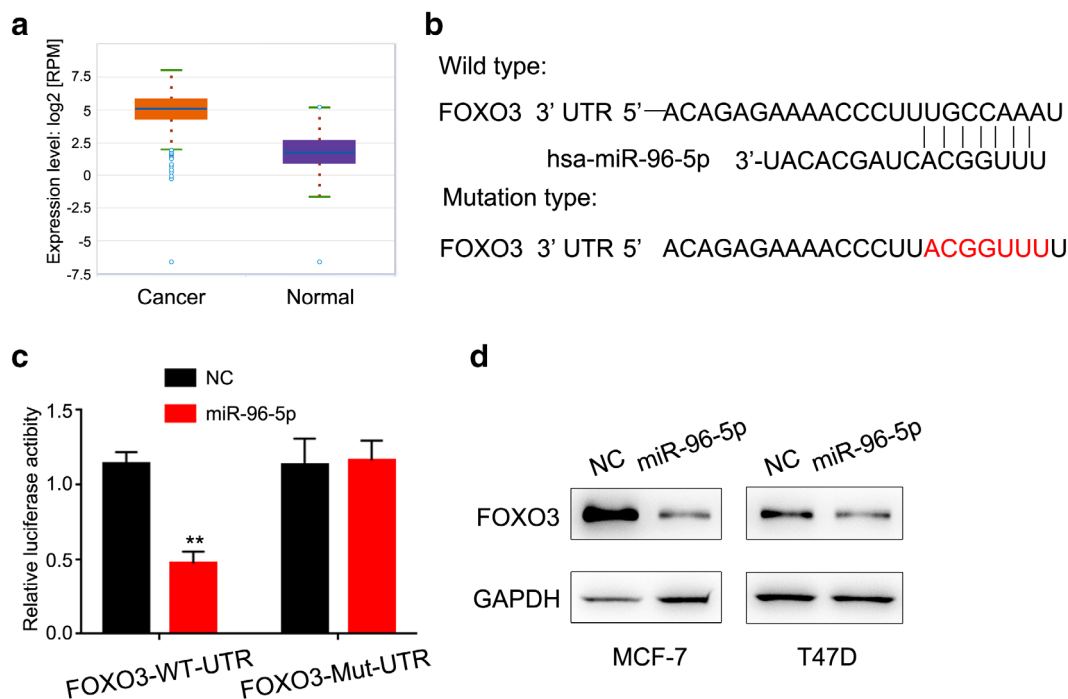 a
Expression level: log2 [RPM]
7.5
5
2.5
0
-2.5
-5
-7.5
Cancer Normal
b
Wild type:
FOXO3 3’ UTR 5’ —ACAGAGAAAACCCUUUGCCAAAU
hsa-miR-96-5p 3’-UACACGAUCACGGUUU
Mutation type:
FOXO3 3’ UTR 5’ ACAGAGAAAACCCUUACGGUUUU
c
NC
miR-96-5p
Relative luciferase actibity
1.5
1.0
0.5
0.0
**
FOXO3-WT-UTR FOXO3-Mut-UTR
d
NC miR-96-5p NC miR-96-5p
FOXO3
GAPDH
MCF-7 T47D